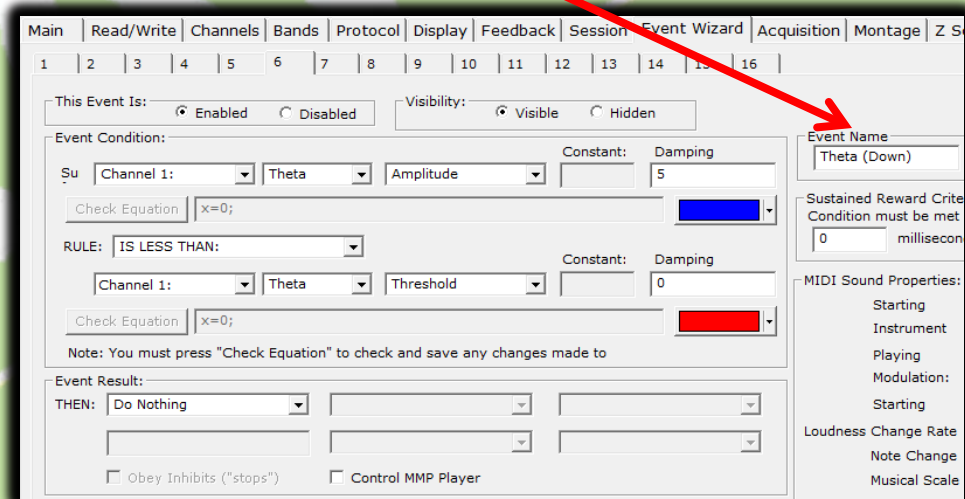 Main Read/Write Channels Bands Protocol Display Feedback Session Event Wizard Acquisition Montage Z
1 2 3 4 5 6 7 8 9 10 11 12 13 14 15 16
This Event Is: Enabled Disabled Visibility: Visible Hidden
Event Name
Theta (Down)
Event Condition:
Constant: Damping
Su Channel 1: Theta Amplitude 5
Check Equation x=0;
RULE: IS LESS THAN:
Constant: Damping
Channel 1: Theta Threshold 0
Check Equation x=0;
Note: You must press "Check Equation" to check and save any changes made to
Event Result:
THEN: Do Nothing
Obey Inhibits ("stops") Control MMP Player
Sustained Reward Crite
Condition must be met
0 millisecon
MIDI Sound Properties:
Starting
Instrument
Playing
Modulation:
Starting
Loudness Change Rate
Note Change
Musical Scale